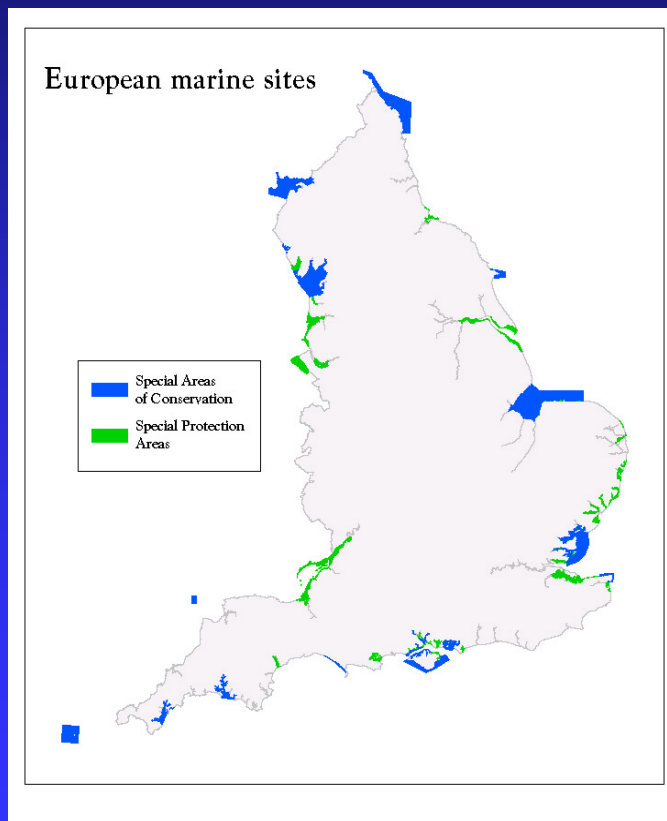 European marine sites
Special Areas
of Conservation
Special Protection
Areas